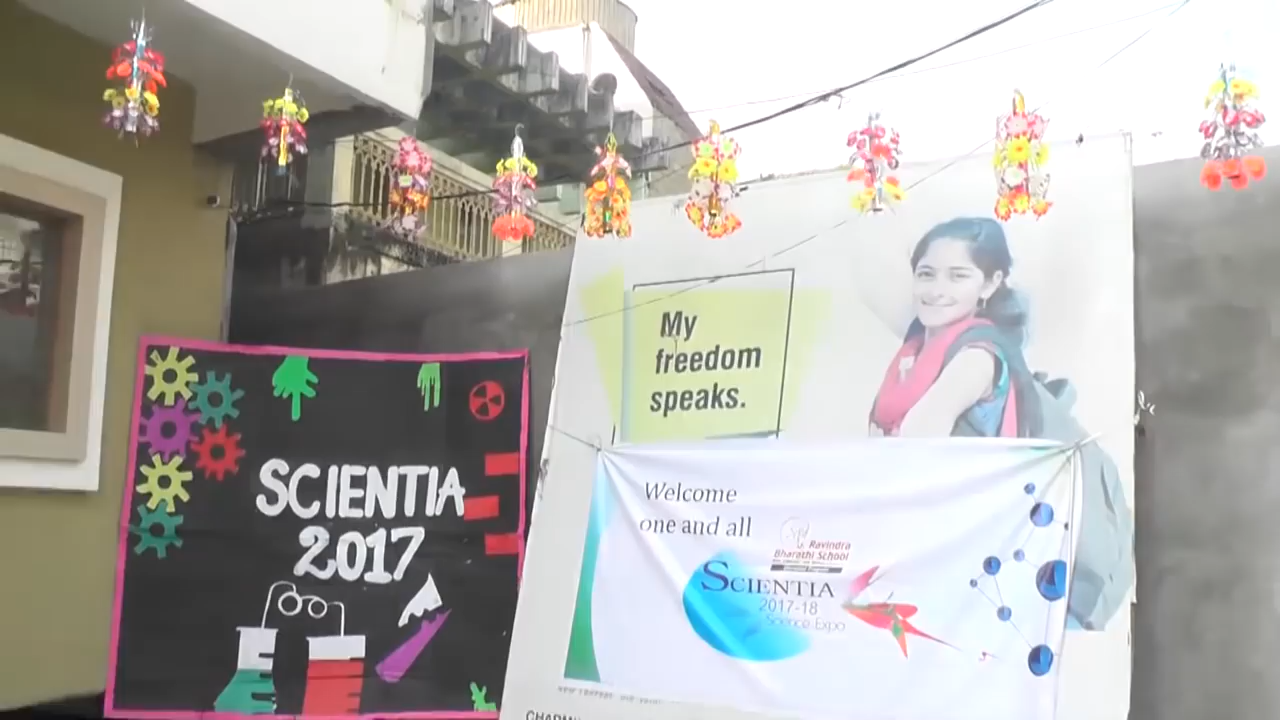 SCIENTIA
2017
My
freedom
speaks.
Welcome
one and all
Ravindra
Bharathi School
SCIENTIA
2017-18
Science Expo